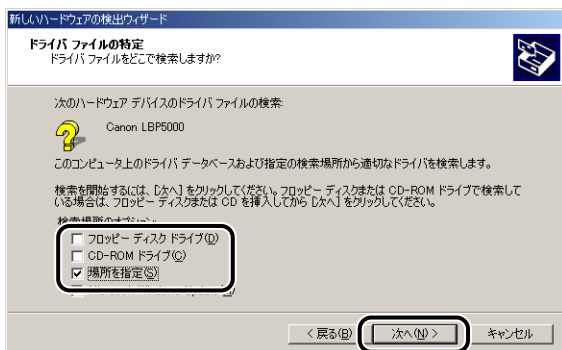 新しいハードウェアの検出ウィザード
ドライバ ファイルの特定
ドライバ ファイルをどこで検索しますか?
次のハードウェア デバイスのドライバ ファイルの検索:
Canon LBP5000
このコンピュータ上のドライバ データベースおよび指定の検索場所から適切なドライバを検索します。
検索を開始するには、[次へ] をクリックしてください。フロッピー ディスクまたは CD-ROM ドライブで検索して
いる場合は、フロッピー ディスクまたは CD を挿入してから [次へ] をクリックしてください。
検索場所のオプション:
フロッピー ディスク ドライブ(D)
CD-ROM ドライブ(C)
場所を指定(S)
< 戻る(B)
次へ(N) >
キャンセル